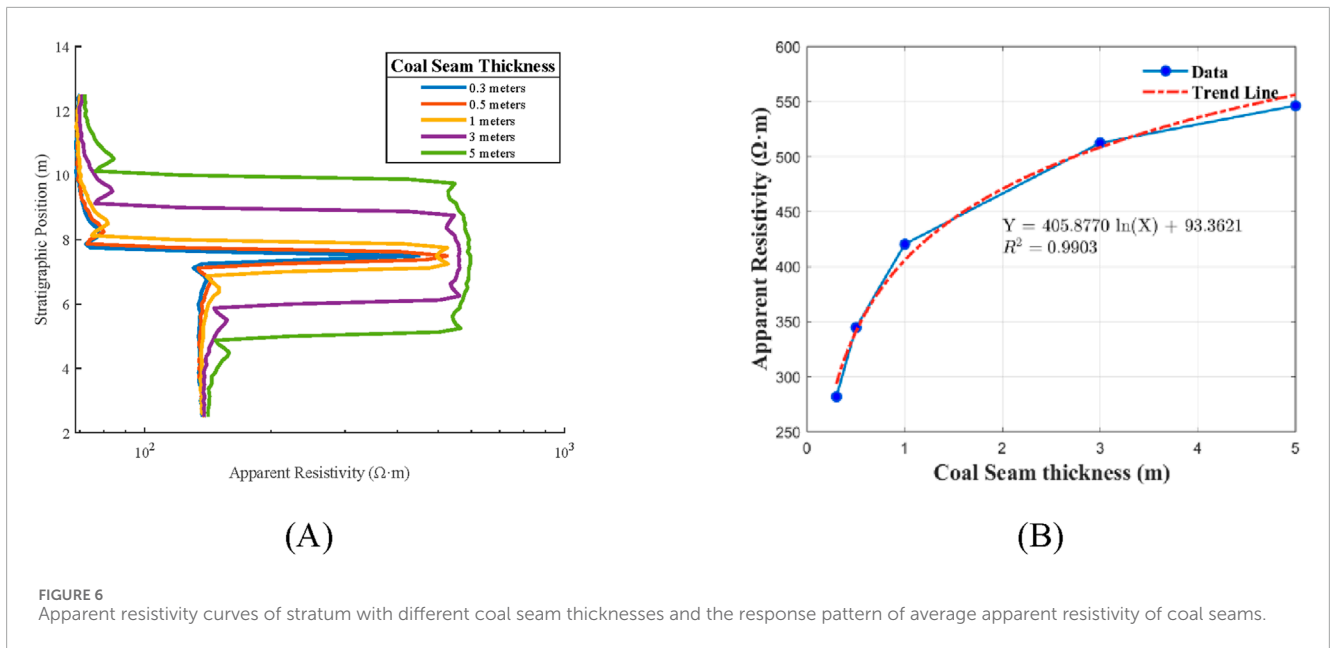 14
12
10
8
6
4
2
Stratigraphic Position (m)
Coal Seam Thickness
0.3 meters
0.5 meters
1 meters
3 meters
5 meters
10²
10³
Apparent Resistivity (Ω·m)
(A)
600
550
500
450
400
350
300
250
Apparent Resistivity (Ω·m)
Data
Trend Line
Y = 405.8770 ln(X) + 93.3621
R² = 0.9903
0 1 2 3 4 5
Coal Seam thickness (m)
(B)
FIGURE 6
Apparent resistivity curves of stratum with different coal seam thicknesses and the response pattern of average apparent resistivity of coal seams.